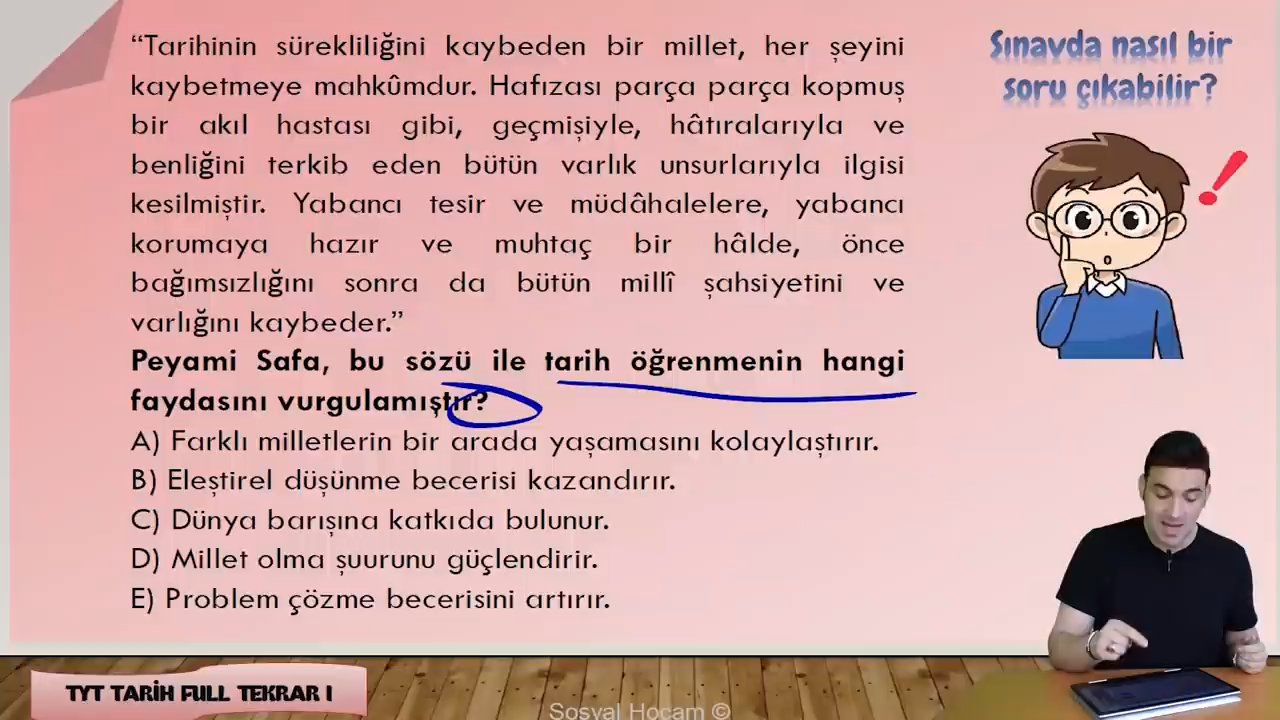 “Tarihinin sürekliliğini kaybeden bir millet, her şeyini
kaybetmeye mahkûmdur. Hafızası parça parça kopmuş
bir akıl hastası gibi, geçmişiyle, hâtıralarıyla ve
benliğini terkib eden bütün varlık unsurlarıyla ilgisi
kesilmiştir. Yabancı tesir ve müdâhalelere, yabancı
korumaya hazır ve muhtaç bir hâlde, önce
bağımsızlığını sonra da bütün millî şahsiyetini ve
varlığını kaybeder.”
Peyami Safa, bu sözü ile tarih öğrenmenin hangi
faydasını vurgulamıştır?
A) Farklı milletlerin bir arada yaşamasını kolaylaştırır.
B) Eleştirel düşünme becerisi kazandırır.
C) Dünya barışına katkıda bulunur.
D) Millet olma şuurunu güçlendirir.
E) Problem çözme becerisini artırır.
Sınavda nasıl bir
soru çıkabilir?
TYT TARİH FULL TEKRAR I
Sosyal Hocam ©